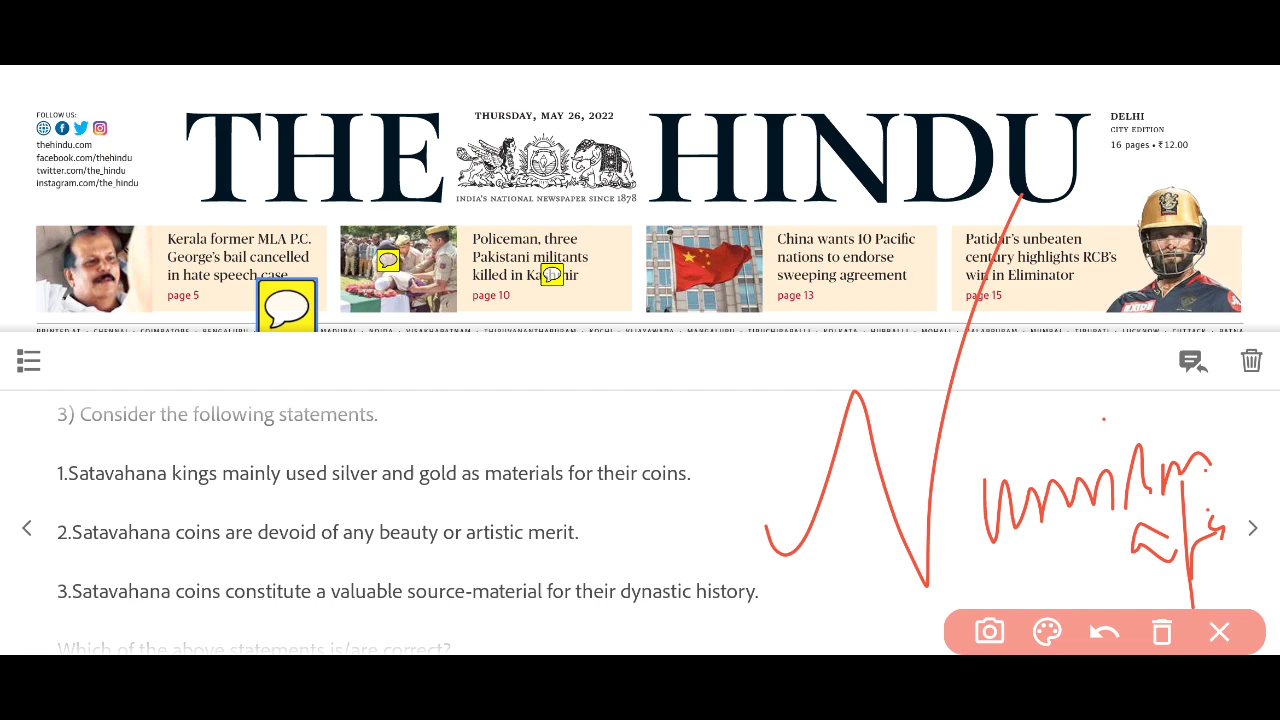 FOLLOW US:
thehindu.com
facebook.com/thehindu
twitter.com/the_hindu
instagram.com/the_hindu
THE HINDU
THURSDAY, MAY 26, 2022
INDIA'S NATIONAL NEWSPAPER SINCE 1878
DELHI
CITY EDITION
16 pages • ₹12.00
Kerala former MLA P.C.
George's bail cancelled
in hate speech case
page 5
Policeman, three
Pakistani militants
killed in Kashmir
page 10
China wants 10 Pacific
nations to endorse
sweeping agreement
page 13
Patidar's unbeaten
century highlights RCB's
win in Eliminator
page 15
3) Consider the following statements.
1.Satavahana kings mainly used silver and gold as materials for their coins.
2.Satavahana coins are devoid of any beauty or artistic merit.
3.Satavahana coins constitute a valuable source-material for their dynastic history.
Which of the above statements is/are correct?